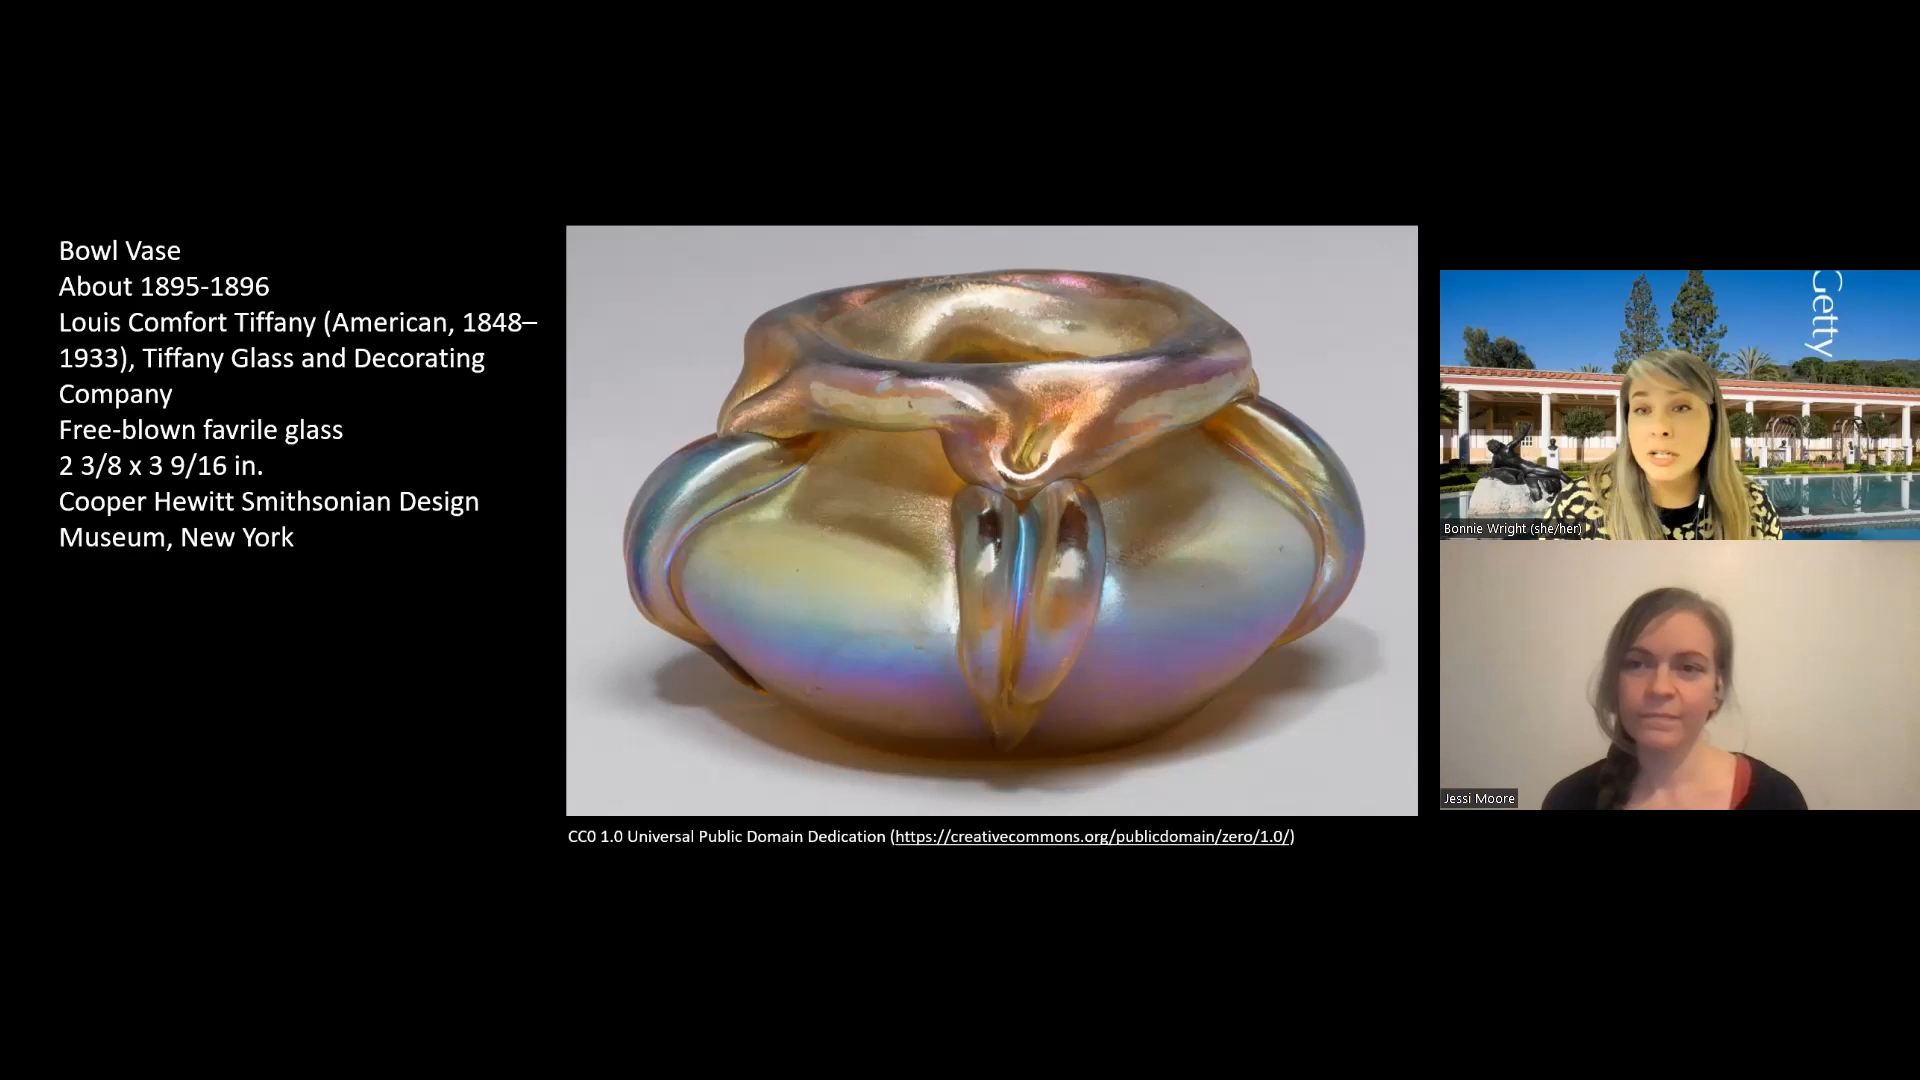 Bowl Vase
About 1895-1896
Louis Comfort Tiffany (American, 1848–
1933), Tiffany Glass and Decorating
Company
Free-blown favrile glass
2 3/8 x 3 9/16 in.
Cooper Hewitt Smithsonian Design
Museum, New York
CC0 1.0 Universal Public Domain Dedication (https://creativecommons.org/publicdomain/zero/1.0/)
Getty
Bonnie Wright (she/her)
Jessi Moore